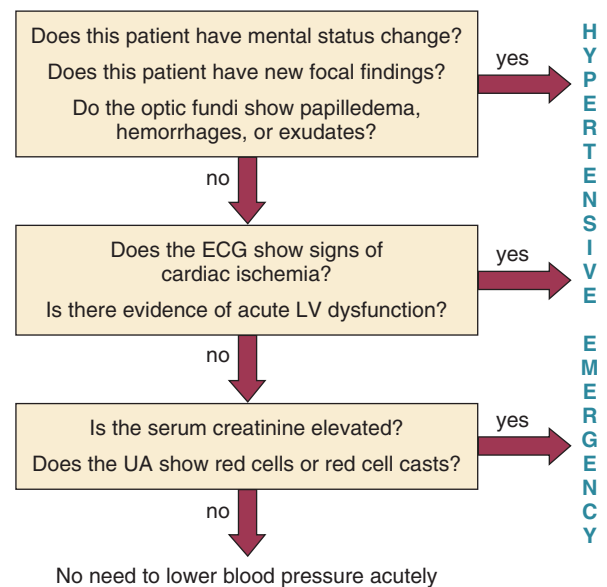 Does this patient have mental status change?
Does this patient have new focal findings?
Do the optic fundi show papilledema,
hemorrhages, or exudates?
yes
no
Does the ECG show signs of
cardiac ischemia?
Is there evidence of acute LV dysfunction?
yes
no
Is the serum creatinine elevated?
Does the UA show red cells or red cell casts?
yes
no
No need to lower blood pressure acutely
HYPERTENSIVE EMERGENCY